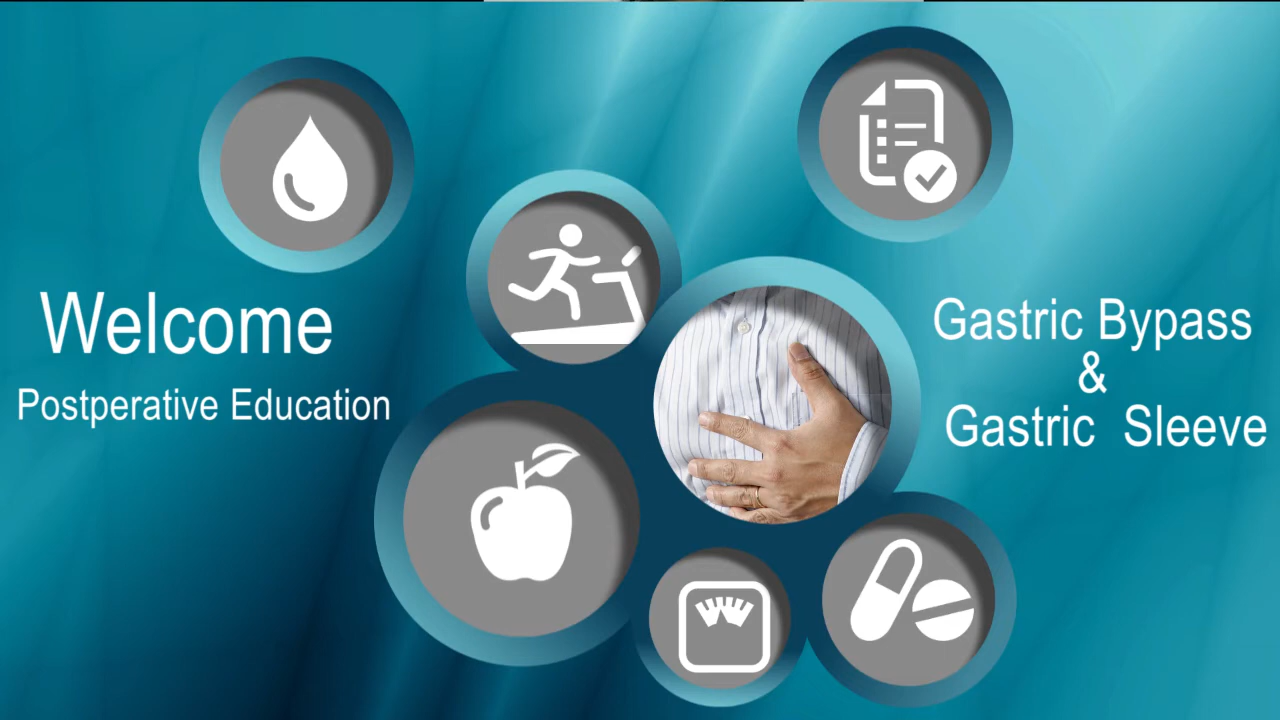 Welcome
Postperative Education
Gastric Bypass
&
Gastric Sleeve